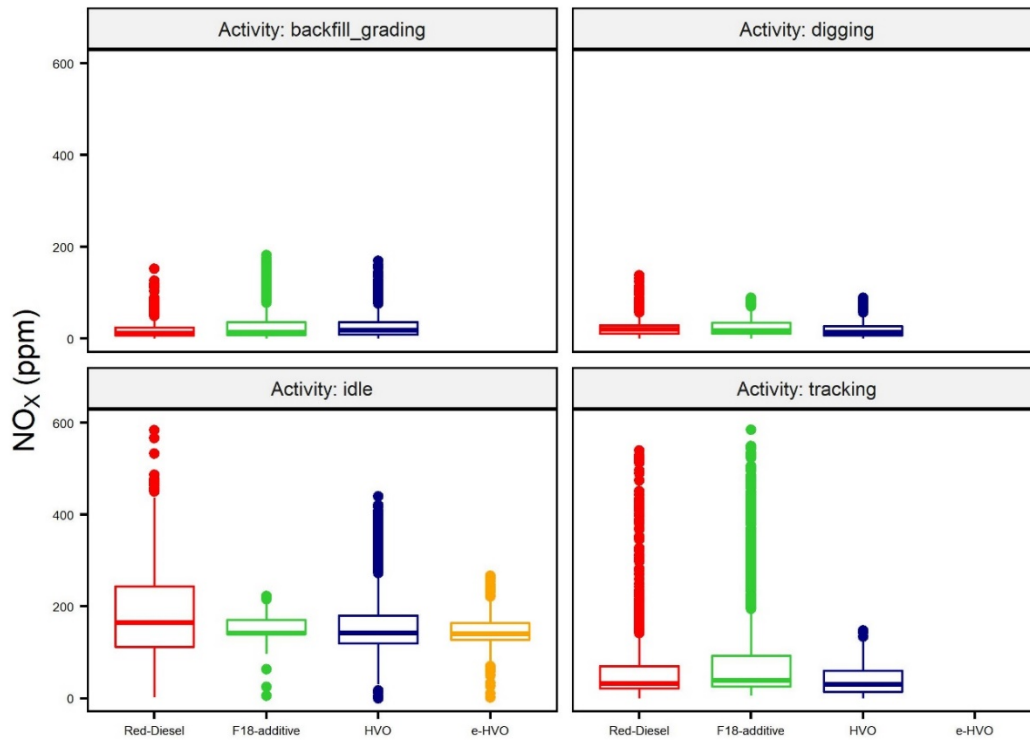 Activity: backfill_grading
Activity: digging
600
400
200
0
Activity: idle
Activity: tracking
600
400
200
0
NOX (ppm)
Red-Diesel F18-additive HVO e-HVO
Red-Diesel F18-additive HVO e-HVO